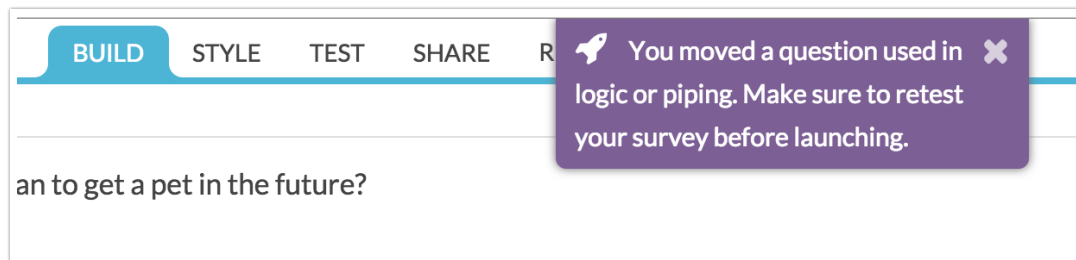 BUILD STYLE TEST SHARE R
You moved a question used in
logic or piping. Make sure to retest
your survey before launching.
an to get a pet in the future?